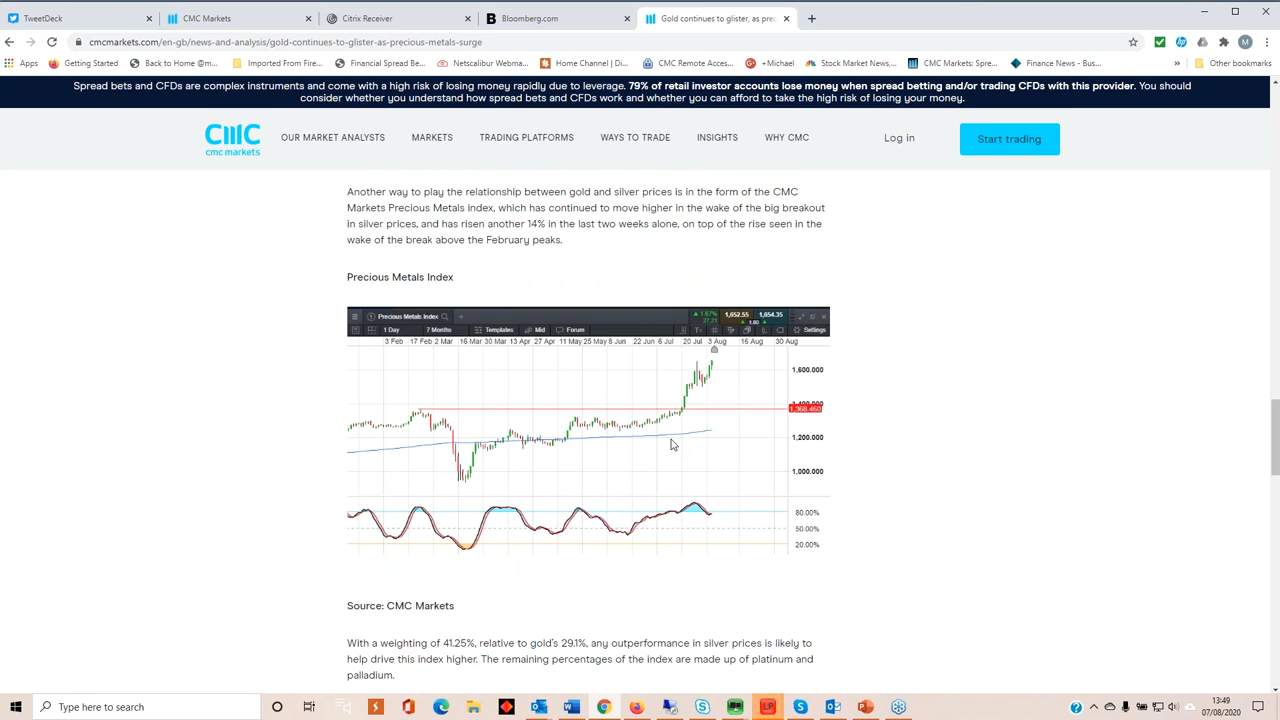 TweetDeck
CMC Markets
Citrix Receiver
Bloomberg.com
Gold continues to glister, as prec
cmcmarkets.com/en-gb/news-and-analysis/gold-continues-to-glister-as-precious-metals-surge
Apps
Getting Started
Back to Home @m...
Imported From Fire...
Financial Spread Be...
Netscalibur Webma...
Home Channel | Di...
CMC Remote Acces...
+Michael
Stock Market News,...
CMC Markets: Spre...
Finance News - Bus...
»
Other bookmarks
Spread bets and CFDs are complex instruments and come with a high risk of losing money rapidly due to leverage. 79% of retail investor accounts lose money when spread betting and/or trading CFDs with this provider. You should
consider whether you understand how spread bets and CFDs work and whether you can afford to take the high risk of losing your money.
CMC
cmc markets
OUR MARKET ANALYSTS
MARKETS
TRADING PLATFORMS
WAYS TO TRADE
INSIGHTS
WHY CMC
Log in
Start trading
Another way to play the relationship between gold and silver prices is in the form of the CMC
Markets Precious Metals index, which has continued to move higher in the wake of the big breakout
in silver prices, and has risen another 14% in the last two weeks alone, on top of the rise seen in the
wake of the break above the February peaks.
Precious Metals Index
Precious Metals Index
1.67%
27.21
1,652.55
1,654.35
1.80
1 Day
7 Months
Templates
Mid
Forum
Settings
3 Feb 17 Feb 2 Mar 16 Mar 30 Mar 13 Apr 27 Apr 11 May 25 May 8 Jun 22 Jun 6 Jul 20 Jul 3 Aug 16 Aug 30 Aug
1,600.000
1,400.000
1,368.460
1,200.000
1,000.000
80.00%
50.00%
20.00%
Source: CMC Markets
With a weighting of 41.25%, relative to gold's 29.1%, any outperformance in silver prices is likely to
help drive this index higher. The remaining percentages of the index are made up of platinum and
palladium.
Type here to search
13:49
07/08/2020